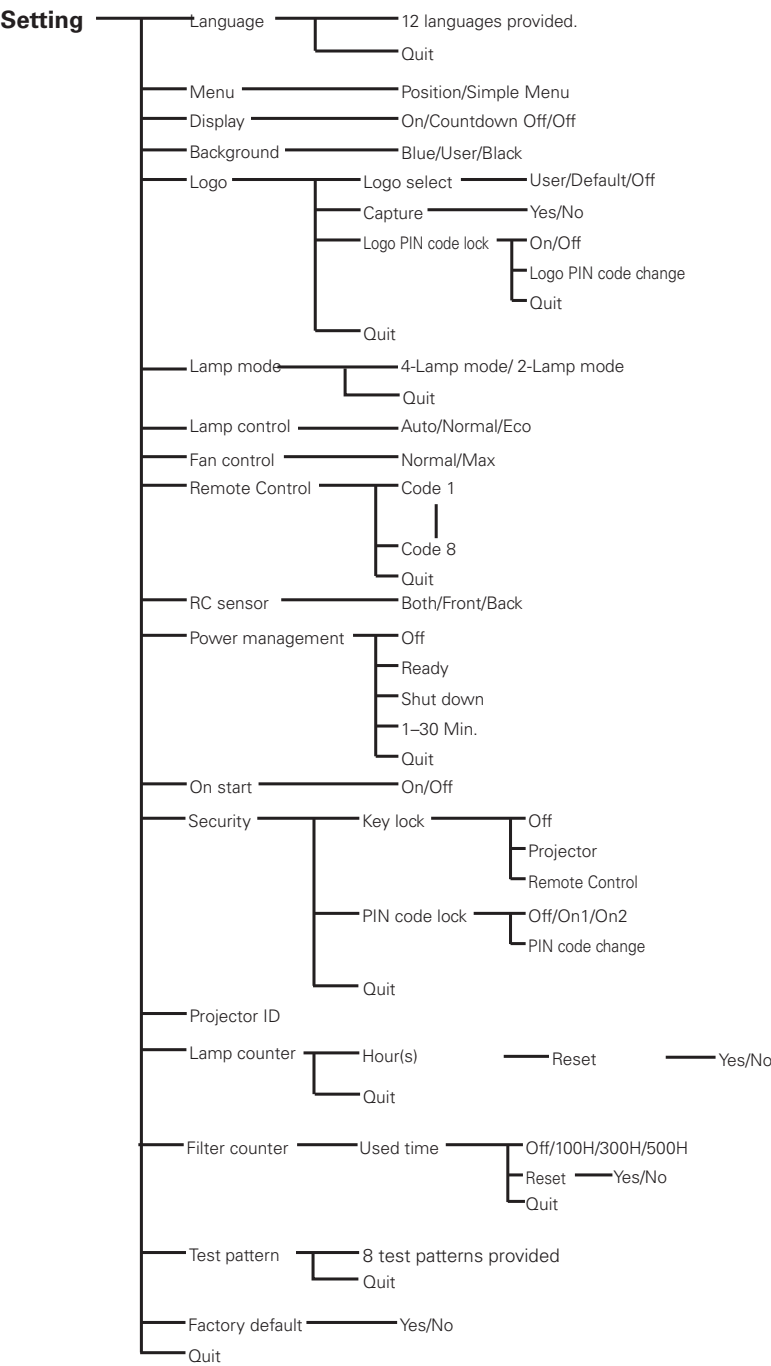 Setting Language 12 languages provided.
Quit
Menu Position/Simple Menu
Display On/Countdown Off/Off
Background Blue/User/Black
Logo Logo select User/Default/Off
Capture Yes/No
Logo PIN code lock On/Off
Logo PIN code change
Quit
Quit
Lamp mode 4-Lamp mode/ 2-Lamp mode
Quit
Lamp control Auto/Normal/Eco
Fan control Normal/Max
Remote Control Code 1
Code 8
Quit
RC sensor Both/Front/Back
Power management Off
Ready
Shut down
1–30 Min.
Quit
On start On/Off
Security Key lock Off
Projector
Remote Control
PIN code lock Off/On1/On2
PIN code change
Quit
Projector ID
Lamp counter Hour(s) Reset Yes/No
Quit
Filter counter Used time Off/100H/300H/500H
Reset Yes/No
Quit
Test pattern 8 test patterns provided
Quit
Factory default Yes/No
Quit